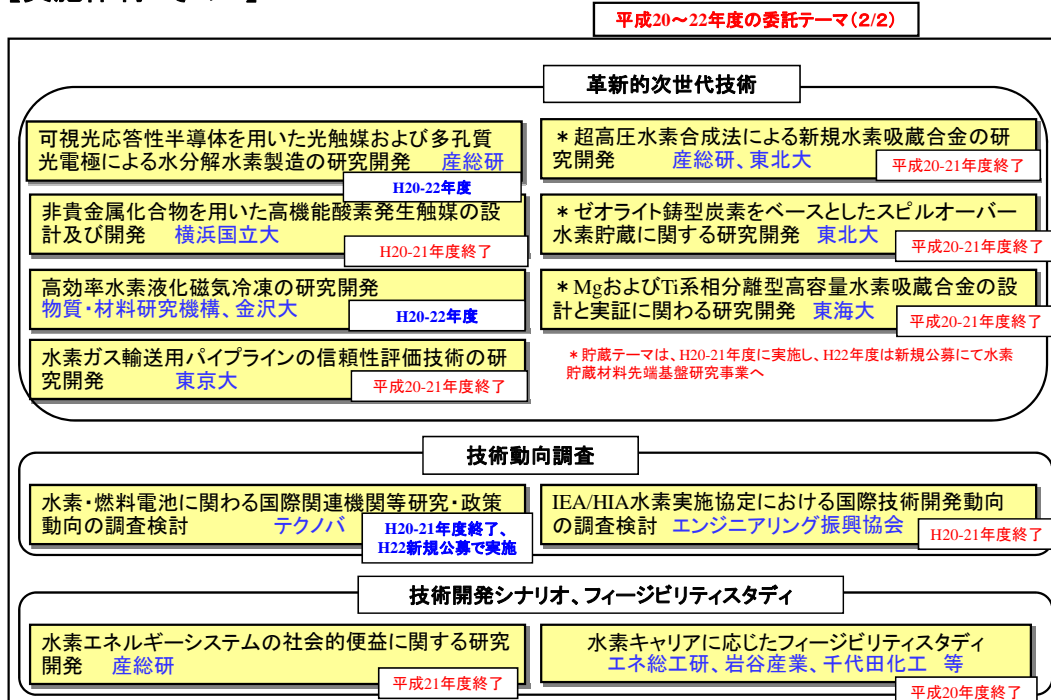 平成20～22年度の委託テーマ（2/2）
革新的次世代技術
可視光応答性半導体を用いた光触媒および多孔質
光電極による水分解水素製造の研究開発　産総研
H20-22年度
非貴金属化合物を用いた高機能酸素発生触媒の設
計及び開発　横浜国立大
H20-21年度終了
高効率水素液化磁気冷凍の研究開発
物質・材料研究機構、金沢大
H20-22年度
水素ガス輸送用パイプラインの信頼性評価技術の研
究開発　東京大
平成20-21年度終了
＊超高圧水素合成法による新規水素吸蔵合金の研
究開発　産総研、東北大
平成20-21年度終了
＊ゼオライト鋳型炭素をベースとしたスピルオーバー
水素貯蔵に関する研究開発　東北大
平成20-21年度終了
＊MgおよびTi系相分離型高容量水素吸蔵合金の設
計と実証に関わる研究開発　東海大
平成20-21年度終了
＊貯蔵テーマは、H20-21年度に実施し、H22年度は新規公募にて水素
貯蔵材料先端基盤研究事業へ
技術動向調査
水素・燃料電池に関わる国際関連機関等研究・政策
動向の調査検討　テクノバ
H20-21年度終了、
H22新規公募で実施
IEA/HIA水素実施協定における国際技術開発動向
の調査検討　エンジニアリング振興協会
H20-21年度終了
技術開発シナリオ、フィージビリティスタディ
水素エネルギーシステムの社会的便益に関する研究
開発　産総研
平成21年度終了
水素キャリアに応じたフィージビリティスタディ
エネ総工研、岩谷産業、千代田化工　等
平成20年度終了